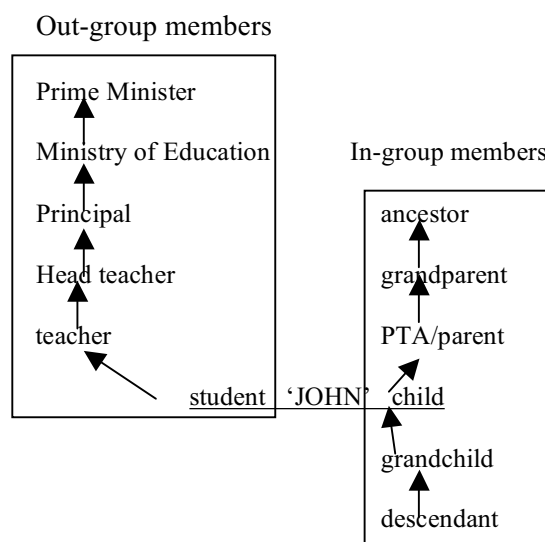 Out-group members
Prime Minister
Ministry of Education
Principal
Head teacher
teacher
In-group members
ancestor
grandparent
PTA/parent
student 'JOHN' child
grandchild
descendant